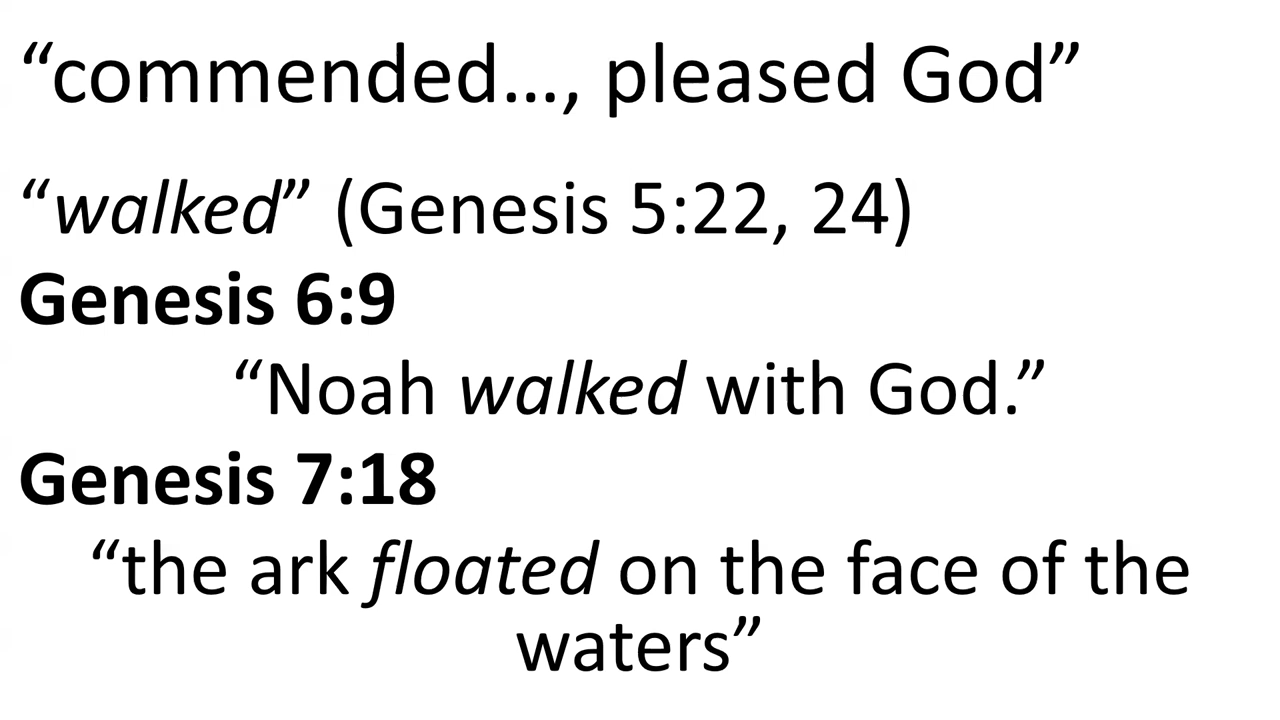 “commended…, pleased God”
“walked” (Genesis 5:22, 24)
Genesis 6:9
“Noah walked with God.”
Genesis 7:18
“the ark floated on the face of the
waters”